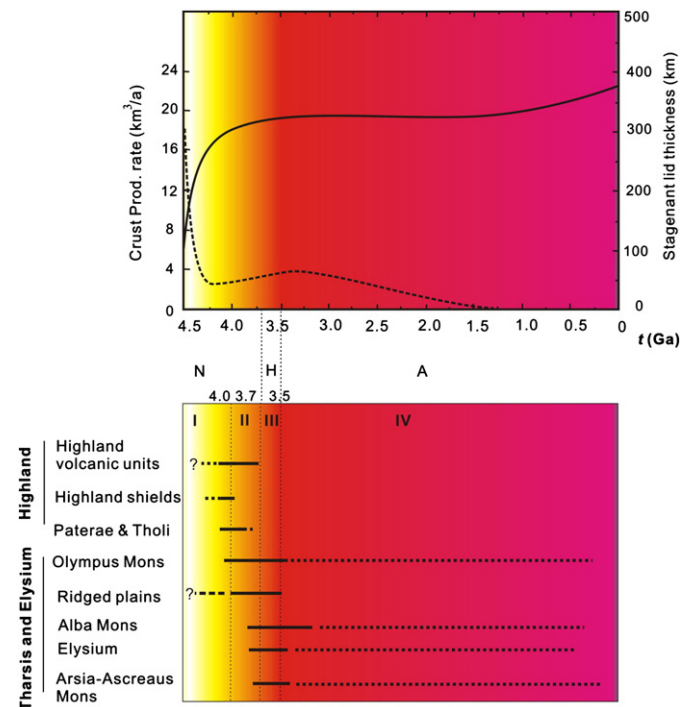 500
24
400
20
300
16
12
200
8
100
4
0
0
Crust Prod. rate (km³/a)
Stagenant lid thickness (km)
4.5 4.0 3.5 3.0 2.5 2.0 1.5 1.0 0.5 0
t (Ga)
N H A
4.0 3.7 3.5
I II III IV
Highland
Highland
volcanic units
?
Highland shields
Paterae & Tholi
Tharsis and Elysium
Olympus Mons
Ridged plains
?
Alba Mons
Elysium
Arsia-Ascreaus
Mons